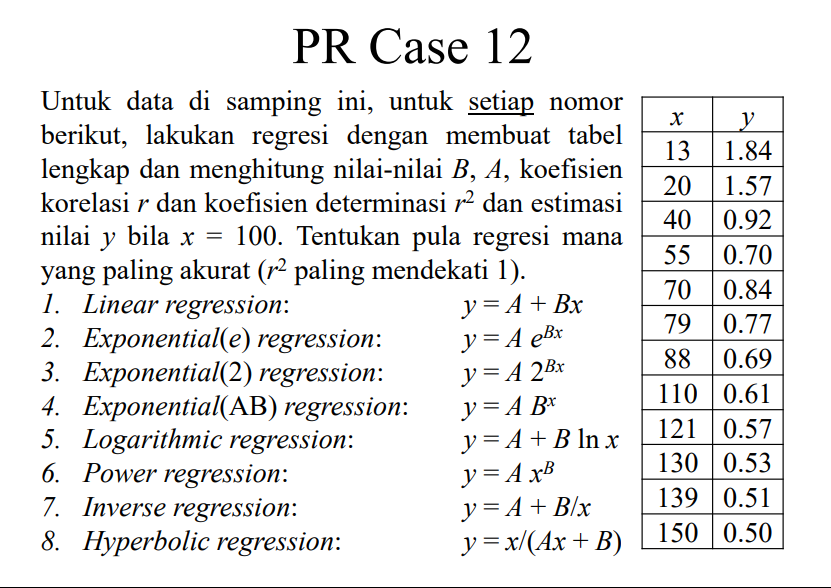 PR Case 12
Untuk data di samping ini, untuk setiap nomor
berikut, lakukan regresi dengan membuat tabel
lengkap dan menghitung nilai-nilai B, A, koefisien
korelasi r dan koefisien determinasi r² dan estimasi
nilai y bila x = 100. Tentukan pula regresi mana
yang paling akurat (r² paling mendekati 1).
1. Linear regression: y = A + Bx
2. Exponential(e) regression: y = A e^{Bx}
3. Exponential(2) regression: y = A 2^{Bx}
4. Exponential(AB) regression: y = A B^x
5. Logarithmic regression: y = A + B ln x
6. Power regression: y = A x^B
7. Inverse regression: y = A + B/x
8. Hyperbolic regression: y = x/(Ax + B)
x y
13 1.84
20 1.57
40 0.92
55 0.70
70 0.84
79 0.77
88 0.69
110 0.61
121 0.57
130 0.53
139 0.51
150 0.50